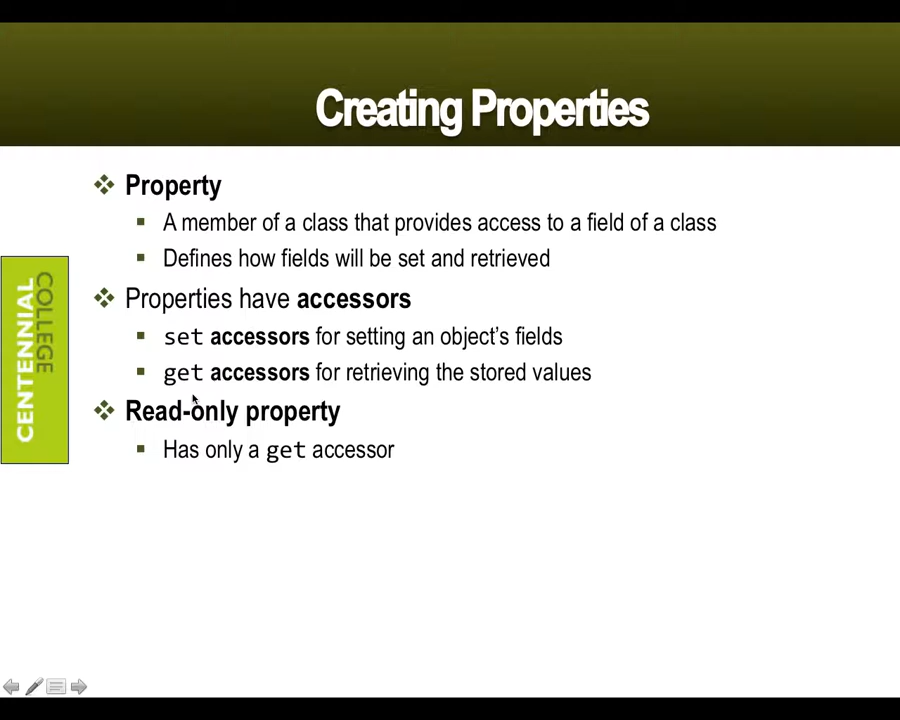 Creating Properties
Property
A member of a class that provides access to a field of a class
Defines how fields will be set and retrieved
Properties have accessors
set accessors for setting an object's fields
get accessors for retrieving the stored values
Read-only property
Has only a get accessor
CENTENNIAL
COLLEGE